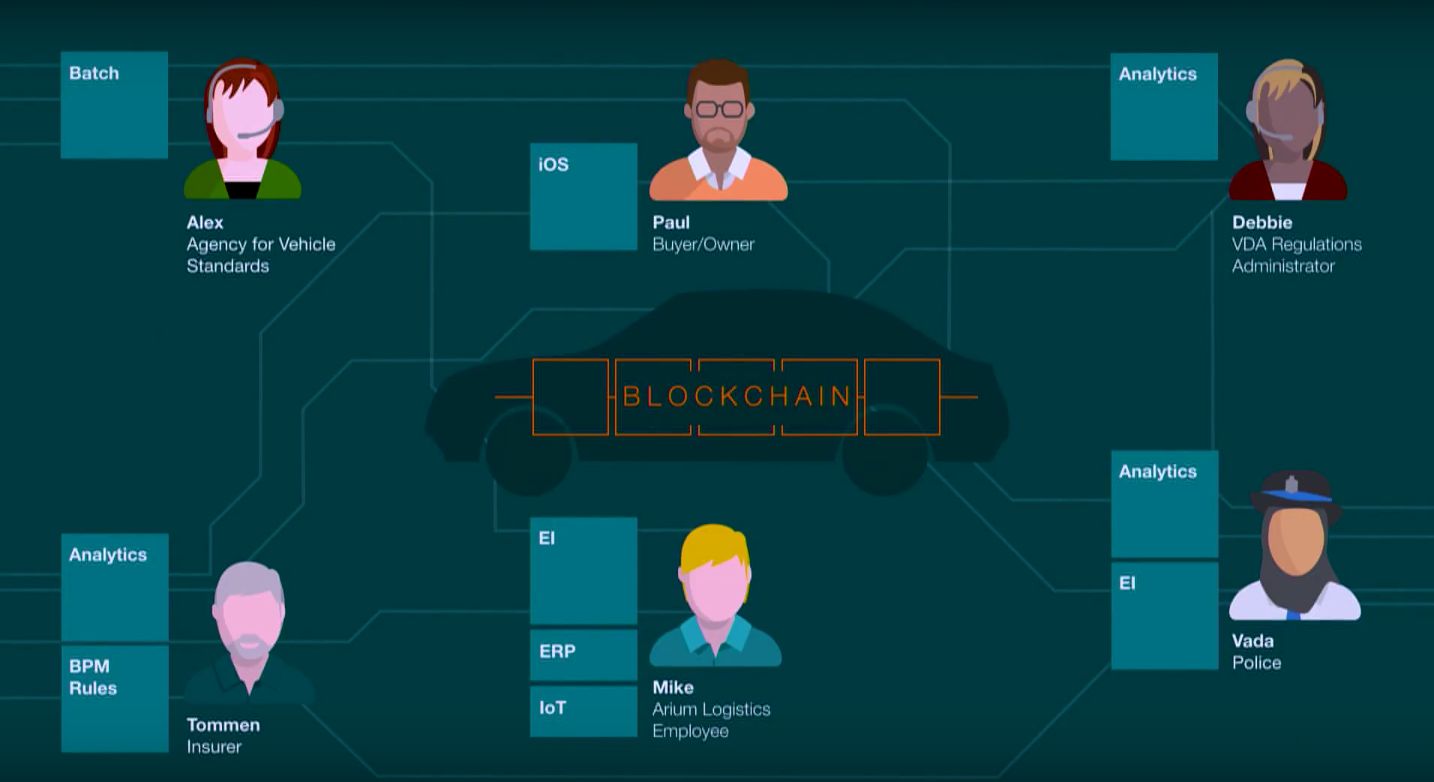 Batch
Alex
Agency for Vehicle
Standards
iOS
Paul
Buyer/Owner
Analytics
Debbie
VDA Regulations
Administrator
BLOCKCHAIN
Analytics
BPM
Rules
Tommen
Insurer
EI
ERP
IoT
Mike
Arium Logistics
Employee
Analytics
EI
Vada
Police